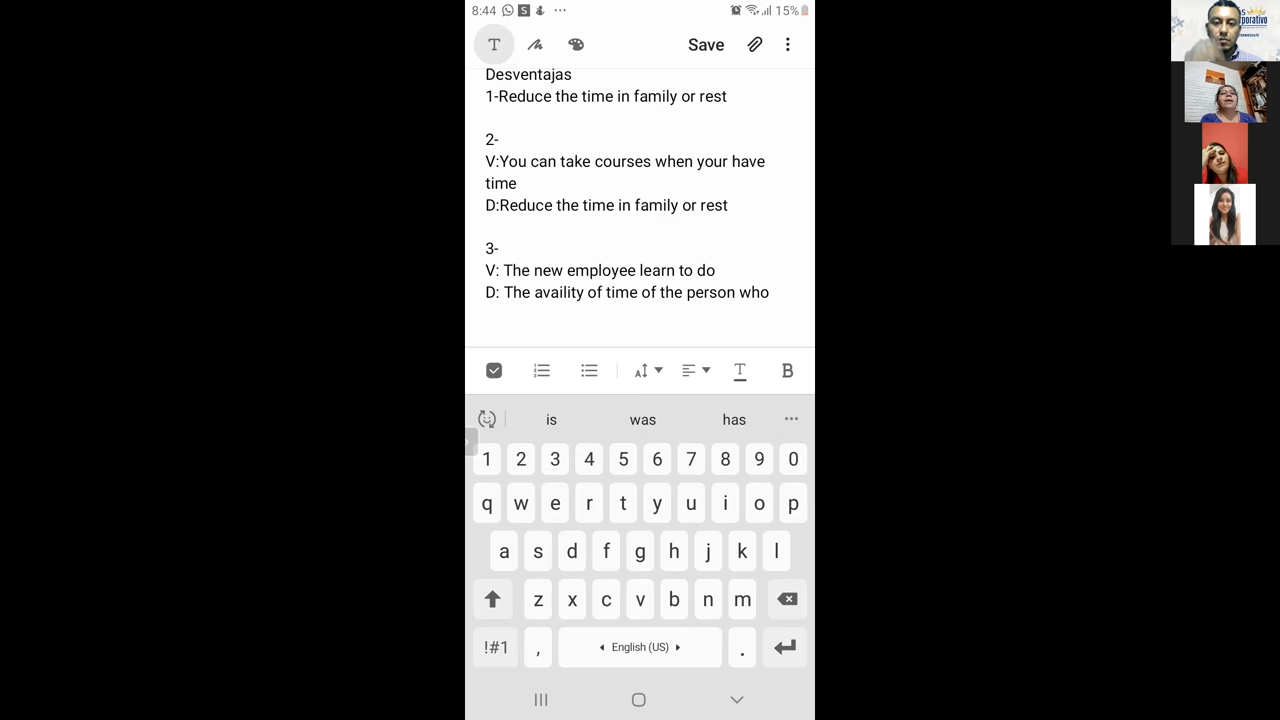 8:44 S 15%
T Save
Desventajas
1-Reduce the time in family or rest
2-
V:You can take courses when your have
time
D:Reduce the time in family or rest
3-
V: The new employee learn to do
D: The availity of time of the person who
T B
is was has
1 2 3 4 5 6 7 8 9 0
q w e r t y u i o p
a s d f g h j k l
z x c v b n m
!#1 , English (US) .